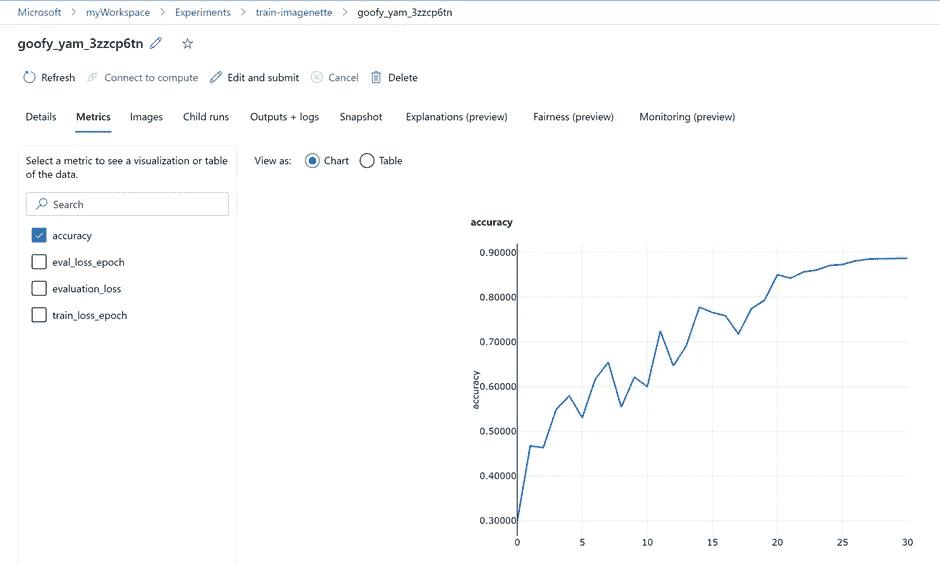 Microsoft > myWorkspace > Experiments > train-imagenette > goofy_yam_3zzcp6tn
goofy_yam_3zzcp6tn
Refresh Connect to compute Edit and submit Cancel Delete
Details Metrics Images Child runs Outputs + logs Snapshot Explanations (preview) Fairness (preview) Monitoring (preview)
Select a metric to see a visualization or table
of the data.
Search
accuracy
eval_loss_epoch
evaluation_loss
train_loss_epoch
View as: Chart Table
accuracy
0.90000
0.80000
0.70000
0.60000
0.50000
0.40000
0.30000
accuracy
0 5 10 15 20 25 30